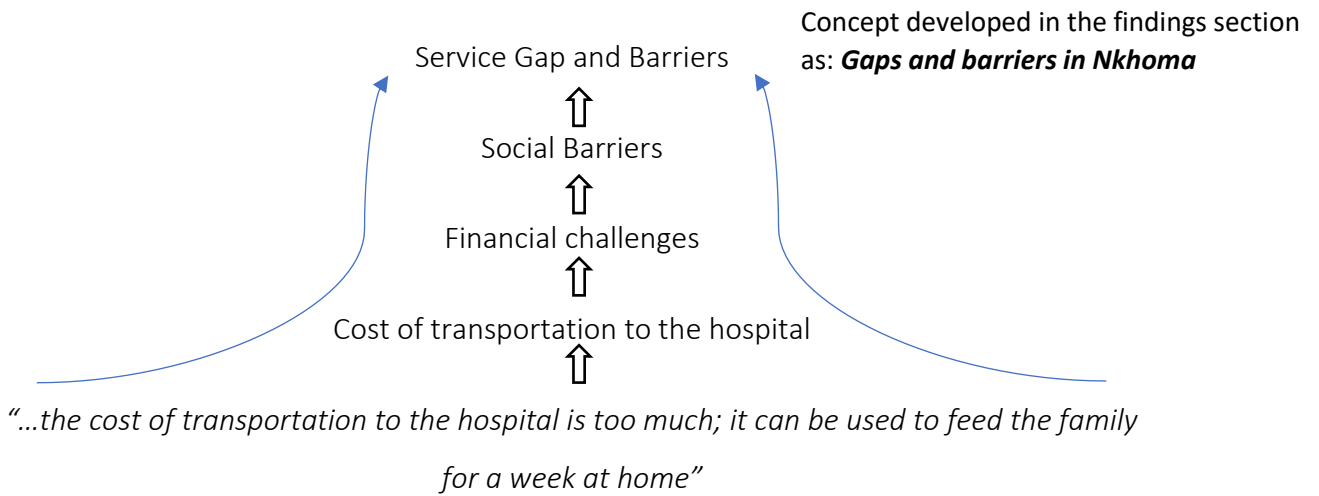 Concept developed in the findings section
as: Gaps and barriers in Nkhoma
Service Gap and Barriers
Social Barriers
Financial challenges
Cost of transportation to the hospital
“…the cost of transportation to the hospital is too much; it can be used to feed the family
for a week at home”